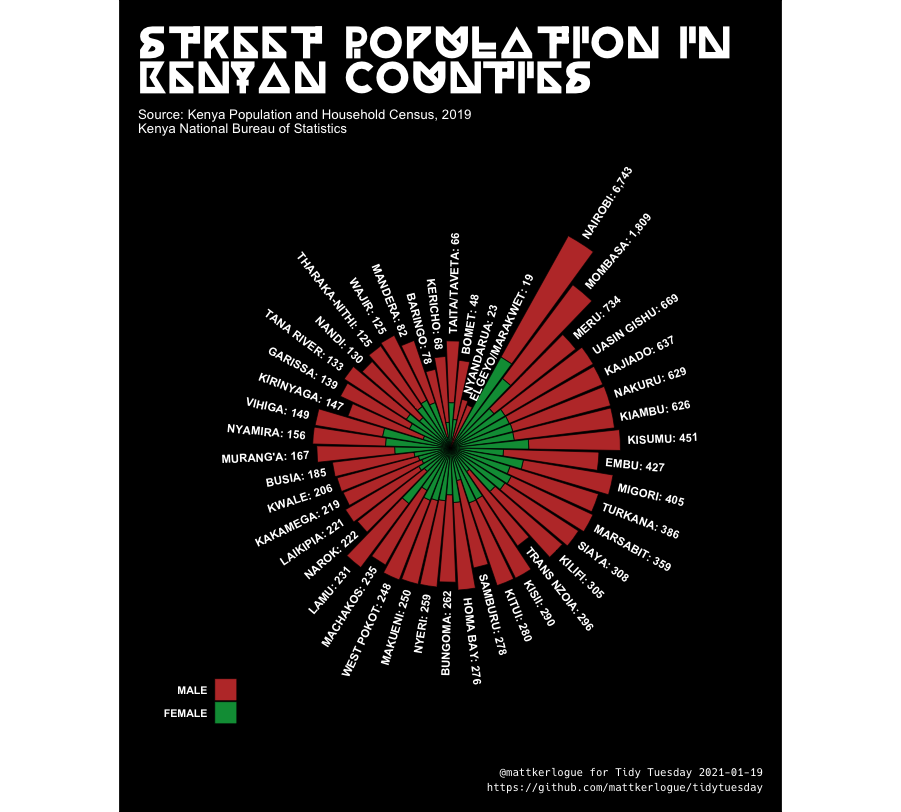 STREET POPULATION IN
KENYAN COUNTIES
Source: Kenya Population and Household Census, 2019
Kenya National Bureau of Statistics
NAIROBI: 6,743
MOMBASA: 1,809
MERU: 734
UASIN GISHU: 669
KAJIADO: 637
NAKURU: 629
KIAMBU: 626
KISUMU: 451
EMBU: 427
MIGORI: 405
TURKANA: 386
MARSABIT: 359
SIAYA: 308
KILIFI: 305
TRANS NZOIA: 296
KISII: 290
KITUI: 280
SAMBURU: 278
HOMA BAY: 276
BUNGOMA: 262
NYERI: 259
MAKUENI: 250
WEST POKOT: 248
MACHAKOS: 235
LAMU: 231
NAROK: 222
LAIKIPIA: 221
KAKAMEGA: 219
KWALE: 206
BUSIA: 185
MURANG'A: 167
NYAMIRA: 156
VIHIGA: 149
KIRINYAGA: 147
GARISSA: 139
TANA RIVER: 133
NANDI: 130
THARAKA-NITHI: 125
WAJIR: 125
MANDERA: 82
BARINGO: 78
KERICHO: 68
TAITA/TAVETA: 66
BOMET: 48
NYANDARUA: 23
ELGEYO/MARAKWET: 19
MALE
FEMALE
@mattkerlogue for Tidy Tuesday 2021-01-19
https://github.com/mattkerlogue/tidytuesday